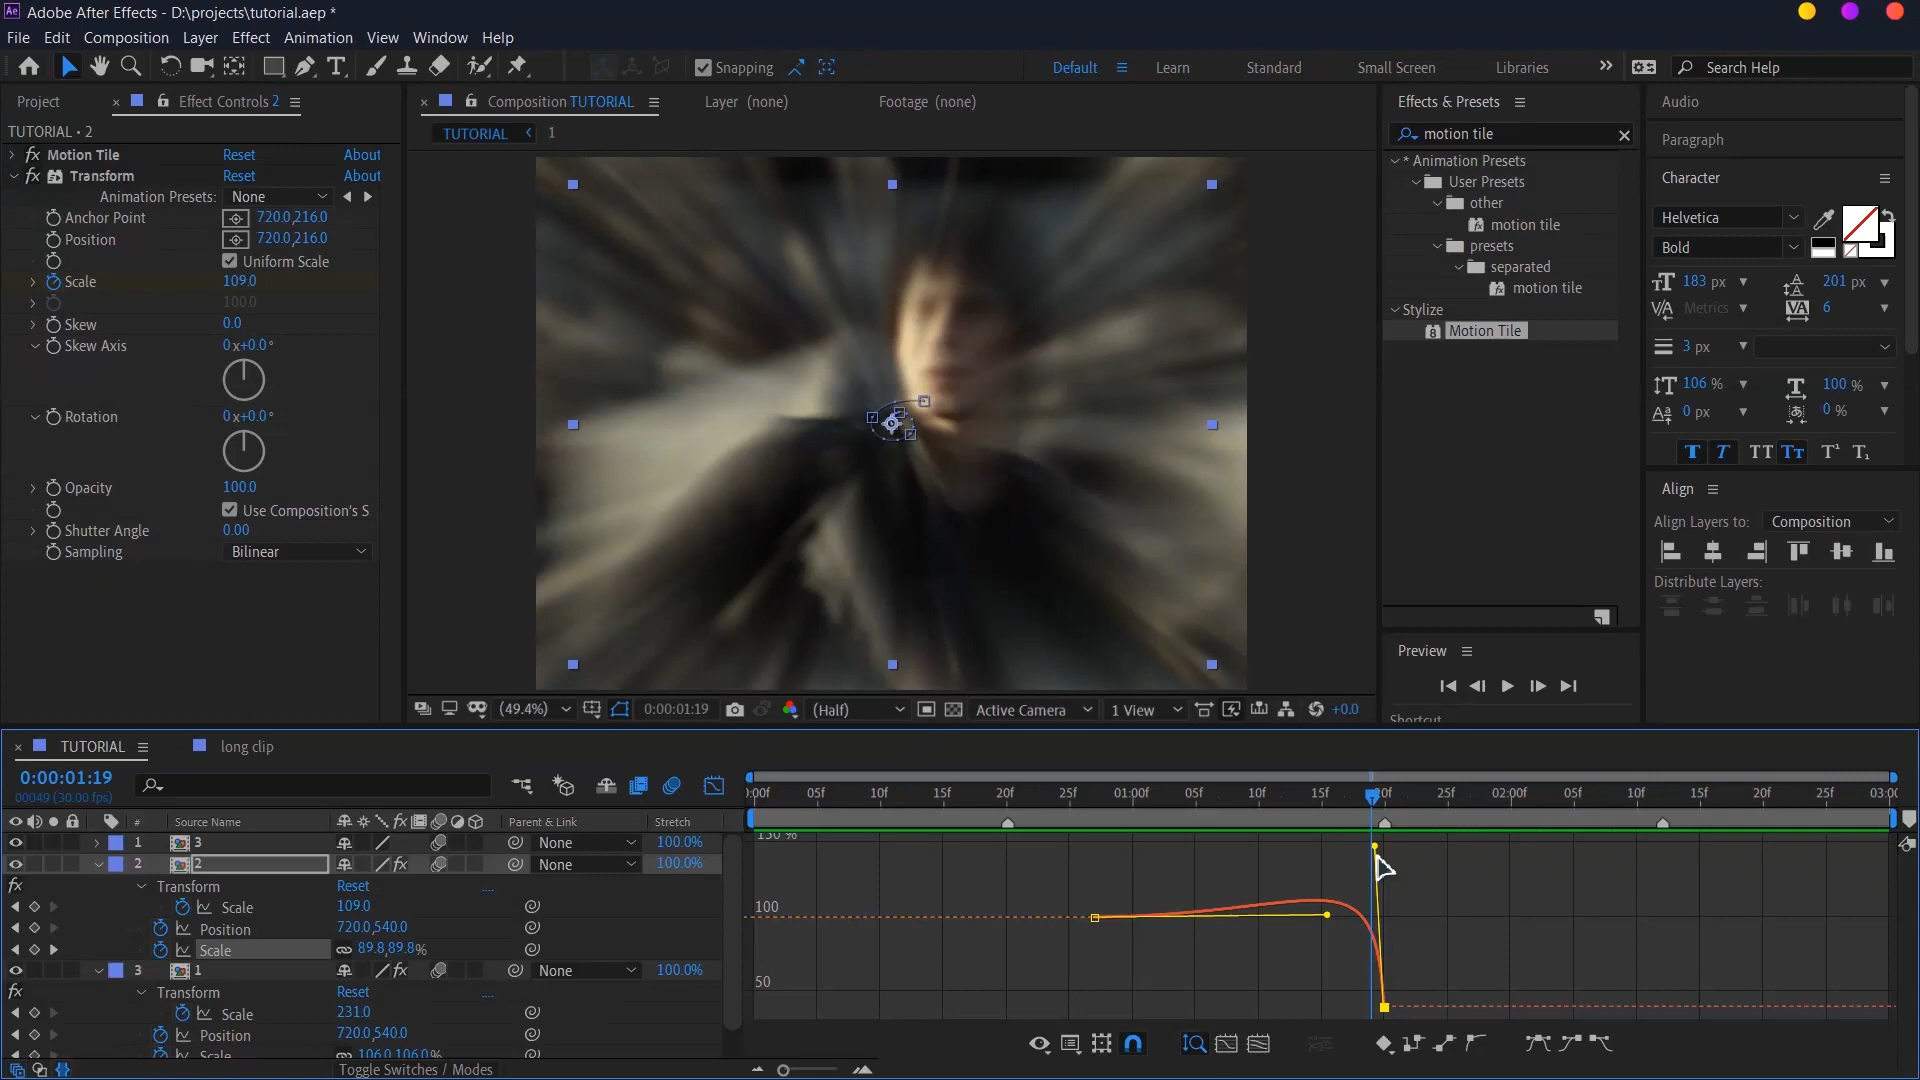 Ae Adobe After Effects - D:\projects\tutorial.aep *
File Edit Composition Layer Effect Animation View Window Help
Snapping Default Learn Standard Small Screen Libraries Search Help
Project Effect Controls 2 Composition TUTORIAL Layer (none) Footage (none) Effects & Presets Audio
TUTORIAL • 2
Motion Tile Reset About
Transform Reset About
Animation Presets: None
Anchor Point 720.0,216.0
Position 720.0,216.0
Uniform Scale
Scale 109.0
100.0
Skew 0.0
Skew Axis 0x+0.0°
Rotation 0x+0.0°
Opacity 100.0
Use Composition's S
Shutter Angle 0.00
Sampling Bilinear
TUTORIAL 1
(49.4%) 0:00:01:19 (Half) Active Camera 1 View +0.0
motion tile
* Animation Presets
User Presets
other
motion tile
presets
separated
motion tile
Stylize
Motion Tile
Preview
Shortcut
Paragraph
Character
Helvetica
Bold
183 px 201 px
Metrics 6
3 px
106 % 100 %
0 px 0 %
T T TT Tt T¹ T₁
Align
Align Layers to: Composition
Distribute Layers:
TUTORIAL long clip
0:00:01:19
00049 (30.00 fps)
# Source Name Parent & Link Stretch
1 3 None 100.0%
2 2 None 100.0%
Transform Reset
Scale 109.0
Position 720.0,540.0
Scale 89.8,89.8%
3 1 None 100.0%
Transform Reset
Scale 231.0
Position 720.0,540.0
Scale 106.0,106.0%
Toggle Switches / Modes
:00f 05f 10f 15f 20f 25f 01:00f 05f 10f 15f 20f 25f 02:00f 05f 10f 15f 20f 25f 03:00
150 %
100
50